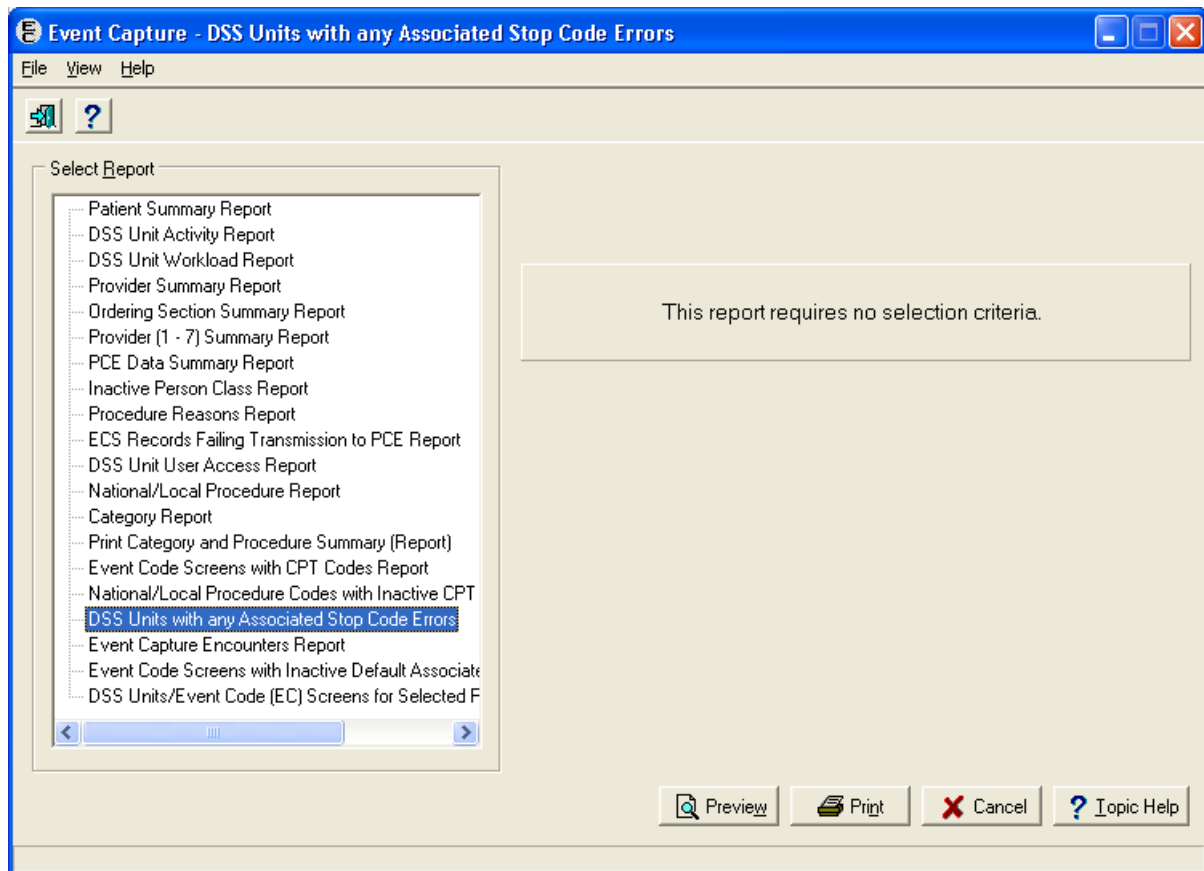 Event Capture - DSS Units with any Associated Stop Code Errors
File View Help
?
Select Report
Patient Summary Report
DSS Unit Activity Report
DSS Unit Workload Report
Provider Summary Report
Ordering Section Summary Report
Provider (1 - 7) Summary Report
PCE Data Summary Report
Inactive Person Class Report
Procedure Reasons Report
ECS Records Failing Transmission to PCE Report
DSS Unit User Access Report
National/Local Procedure Report
Category Report
Print Category and Procedure Summary (Report)
Event Code Screens with CPT Codes Report
National/Local Procedure Codes with Inactive CPT
DSS Units with any Associated Stop Code Errors
Event Capture Encounters Report
Event Code Screens with Inactive Default Associate
DSS Units/Event Code (EC) Screens for Selected F
This report requires no selection criteria.
Preview Print Cancel ? Topic Help